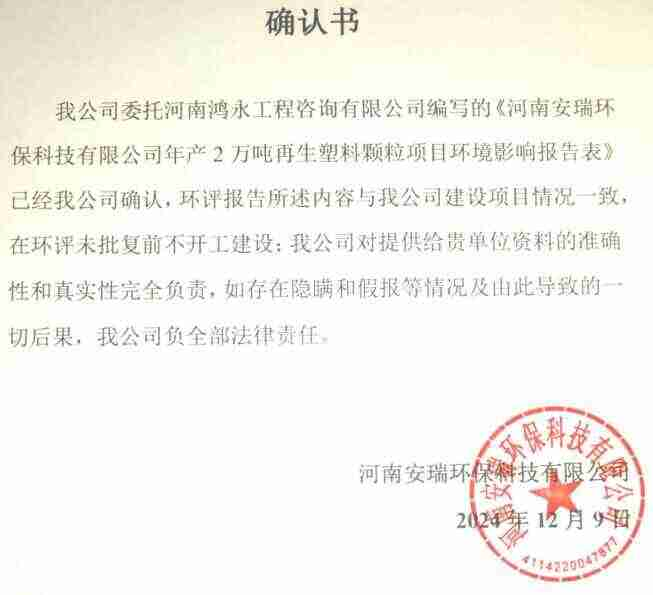 确认书
我公司委托河南鸿永工程咨询有限公司编写的《河南安瑞环
保科技有限公司年产 2 万吨再生塑料颗粒项目环境影响报告表》
已经我公司确认，环评报告所述内容与我公司建设项目情况一致，
在环评未批复前不开工建设；我公司对提供给贵单位资料的准确
性和真实性完全负责，如存在隐瞒和假报等情况及由此导致的一
切后果，我公司负全部法律责任。
河南安瑞环保科技有限公司
2024 年 12 月 9 日
河南安瑞环保科技有限公司
4114220047877